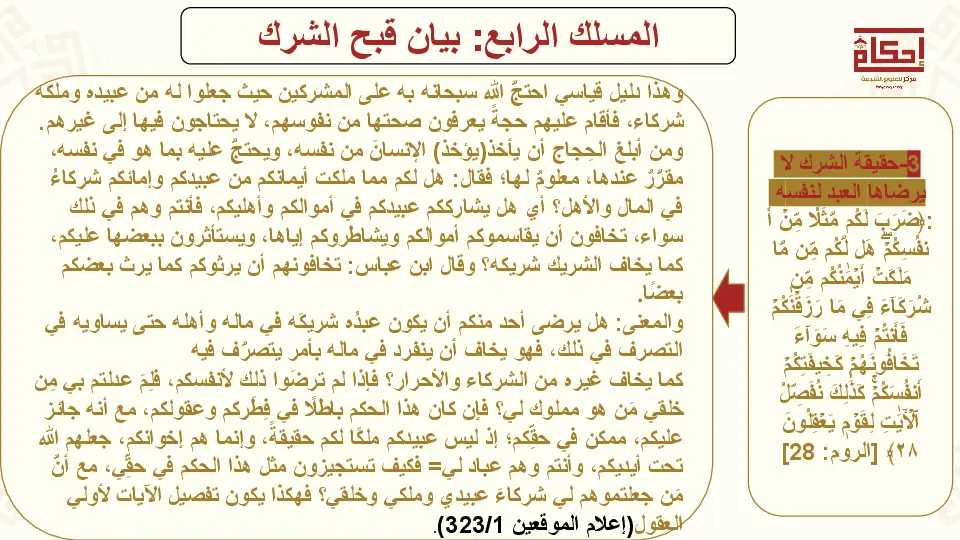 المسلك الرابع: بيان قبح الشرك
إحكام
مركز للعلوم الشرعية
3-حقيقة الشرك لا
يرضاها العبد لنفسه
:﴿ضَرَبَ لَكُم مَّثَلًا مِّنْ أَ
نفُسِكُمْۖ هَل لَّكُم مِّن مَّا
مَلَكَتْ أَيْمَٰنُكُم مِّن
شُرَكَآءَ فِي مَا رَزَقْنَٰكُمْ
فَأَنتُمْ فِيهِ سَوَآءٞ
تَخَافُونَهُمْ كَخِيفَتِكُمْ
أَنفُسَكُمْۚ كَذَٰلِكَ نُفَصِّلُ
ٱلْأٓيَٰتِ لِقَوْمٖ يَعْقِلُونَ
٢٨﴾ [الروم: 28]
وهذا دليل قياسي احتجَّ الله سبحانه به على المشركين حيث جعلوا له من عبيده وملكه
شركاء، فأقام عليهم حجةً يعرفون صحتها من نفوسهم، لا يحتاجون فيها إلى غيرهم.
ومن أبلغ الحِجاج أن يأخذ(يؤخذ) الإنسانَ من نفسه، ويحتجَّ عليه بما هو في نفسه،
مقرَّرٌ عندها، معلومٌ لها؛ فقال: هل لكم مما ملكت أيمانكم من عبيدكم وإمائكم شركاءُ
في المال والأهل؟ أي هل يشارككم عبيدكم في أموالكم وأهليكم، فأنتم وهم في ذلك
سواء، تخافون أن يقاسموكم أموالكم ويشاطروكم إياها، ويستأثرون ببعضها عليكم،
كما يخاف الشريك شريكه؟ وقال ابن عباس: تخافونهم أن يرثوكم كما يرث بعضكم
بعضًا.
والمعنى: هل يرضى أحد منكم أن يكون عبدُه شريكَه في ماله وأهله حتى يساويه في
التصرف في ذلك، فهو يخاف أن ينفرد في ماله بأمر يتصرَّف فيه
كما يخاف غيره من الشركاء والأحرار؟ فإذا لم ترضَوا ذلك لأنفسكم، فلِمَ عدلتم بي مِن
خلقي مَن هو مملوك لي؟ فإن كان هذا الحكم باطلًا في فِطَركم وعقولكم، مع أنه جائز
عليكم، ممكن في حقِّكم؛ إذ ليس عبيدكم ملكًا لكم حقيقةً، وإنما هم إخوانكم، جعلهم الله
تحت أيديكم، وأنتم وهم عباد لي= فكيف تستجيزون مثل هذا الحكم في حقِّي، مع أنَّ
مَن جعلتموهم لي شركاءَ عبيدي وملكي وخلقي؟ فهكذا يكون تفصيل الآيات لأولي
العقول(إعلام الموقعين 323/1).